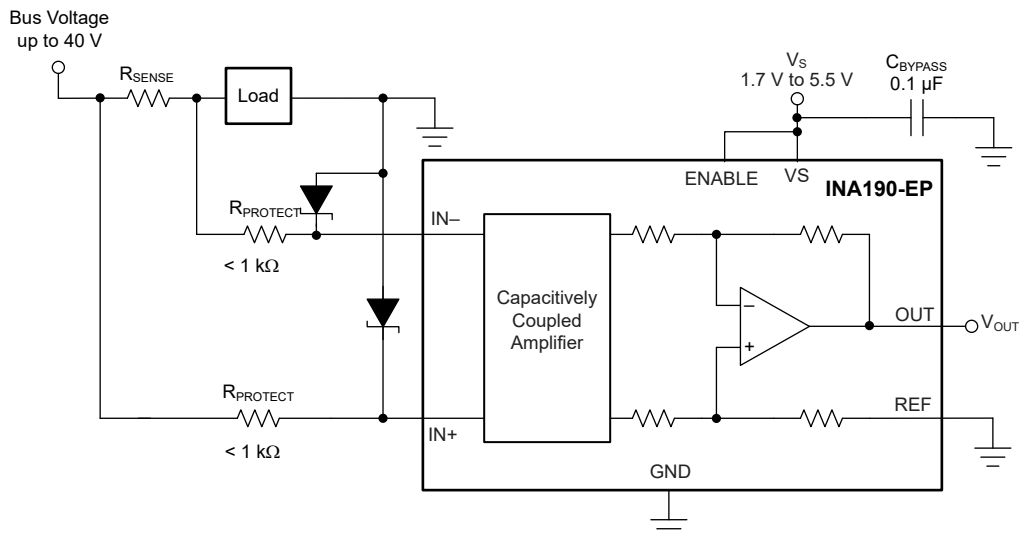 Bus Voltage
up to 40 V
RSENSE
Load
VS
1.7 V to 5.5 V
CBYPASS
0.1 µF
ENABLE
VS
INA190-EP
RPROTECT
< 1 kΩ
IN–
Capacitively
Coupled
Amplifier
–
+
OUT
VOUT
RPROTECT
< 1 kΩ
IN+
REF
GND